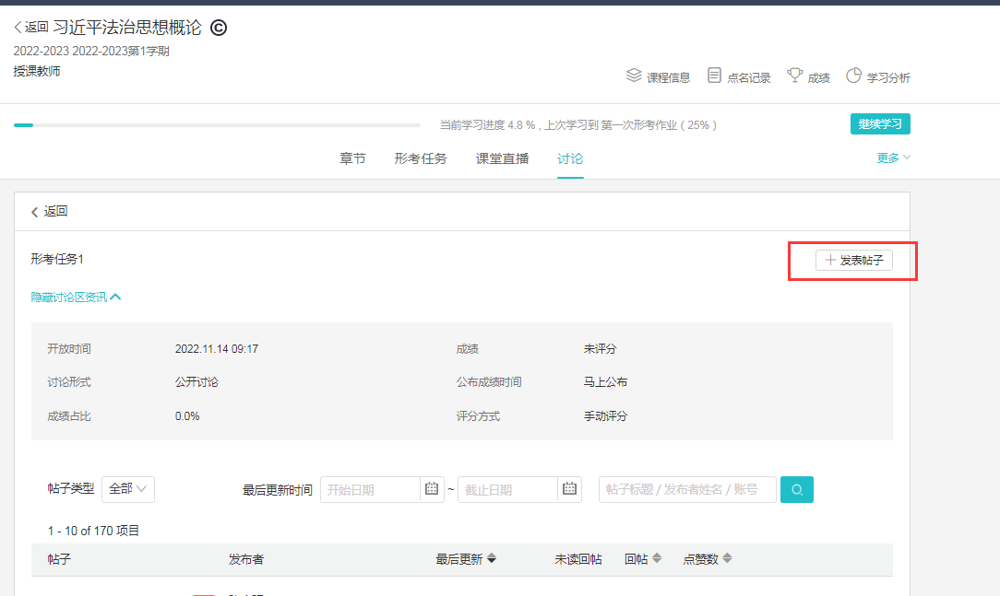 返回 习近平法治思想概论 ©
2022-2023 2022-2023第1学期
授课教师
课程信息 点名记录 成绩 学习分析
当前学习进度 4.8 % , 上次学习到 第一次形考作业 ( 25% )
继续学习
章节 形考任务 课堂直播 讨论 更多
返回
形考任务1
发表帖子
隐藏讨论区资讯
开放时间 2022.11.14 09:17 成绩 未评分
讨论形式 公开讨论 公布成绩时间 马上公布
成绩占比 0.0% 评分方式 手动评分
帖子类型 全部 最后更新时间 开始日期 ~ 截止日期 帖子标题 / 发布者姓名 / 账号
1 - 10 of 170 项目
帖子 发布者 最后更新 未读回帖 回帖 点赞数